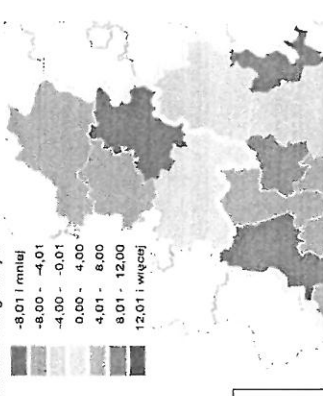 -8,01 i mniej
-8,00 - -4,01
-4,00 - -0,01
0,00 - 4,00
4,01 - 8,00
8,01 - 12,00
12,01 i więcej